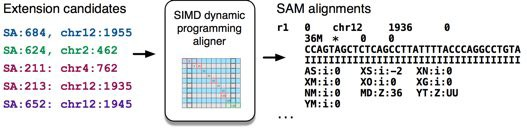 Extension candidates
SA:684, chr12:1955
SA:624, chr2:462
SA:211: chr4:762
SA:213: chr12:1935
SA:652: chr12:1945
SIMD dynamic
programming
aligner
SAM alignments
r1 0 chr12 1936 0
36M * 0 0
CCAGTAGCTCTCAGCCTTATTTTACCCAGGCCTGTA
IIIIIIIIIIIIIIIIIIIIIIIIIIIIIIIIIIII
AS:i:0 XS:i:-2 XN:i:0
XM:i:0 XO:i:0 XG:i:0
NM:i:0 MD:Z:36 YT:Z:UU
YM:i:0
...